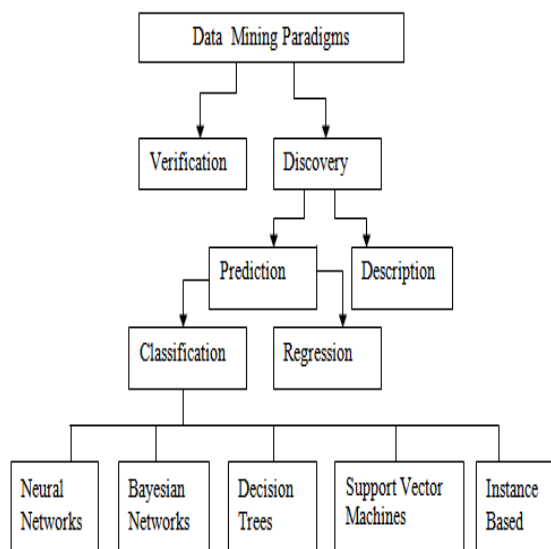 Data Mining Paradigms
Verification
Discovery
Prediction
Description
Classification
Regression
Neural
Networks
Bayesian
Networks
Decision
Trees
Support Vector
Machines
Instance
Based